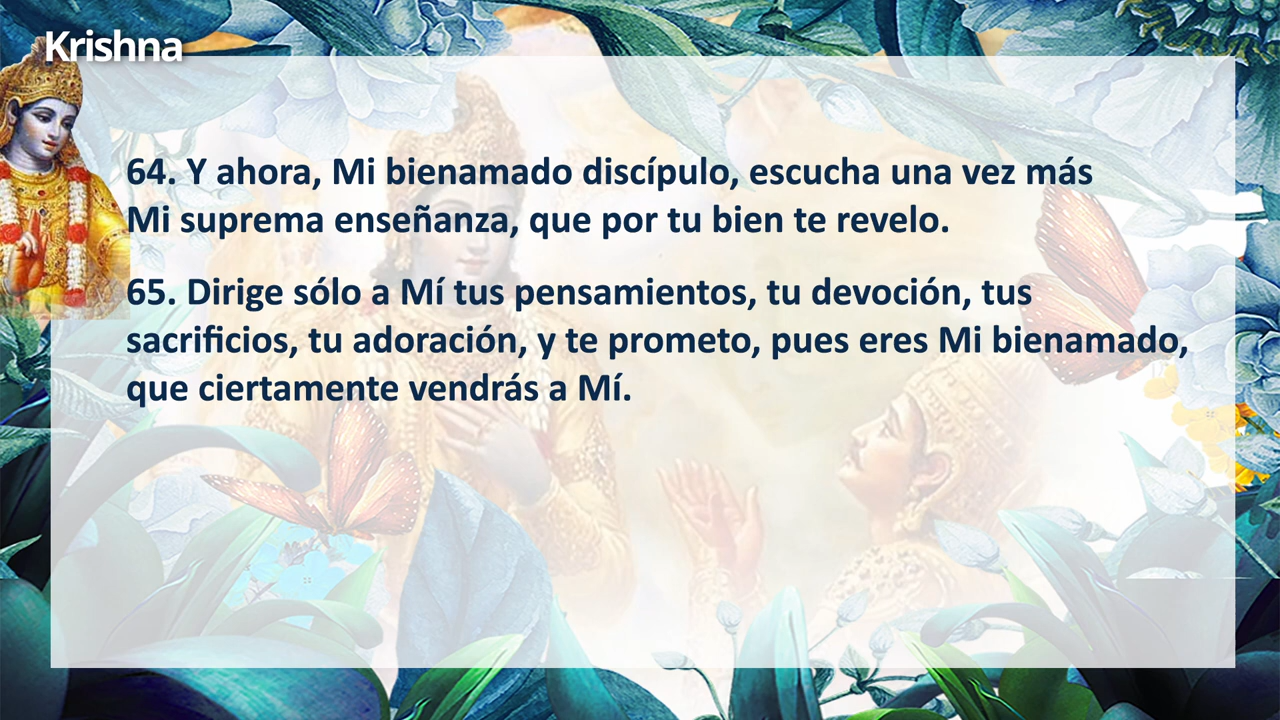 Krishna
64. Y ahora, Mi bienamado discípulo, escucha una vez más
Mi suprema enseñanza, que por tu bien te revelo.
65. Dirige sólo a Mí tus pensamientos, tu devoción, tus
sacrificios, tu adoración, y te prometo, pues eres Mi bienamado,
que ciertamente vendrás a Mí.